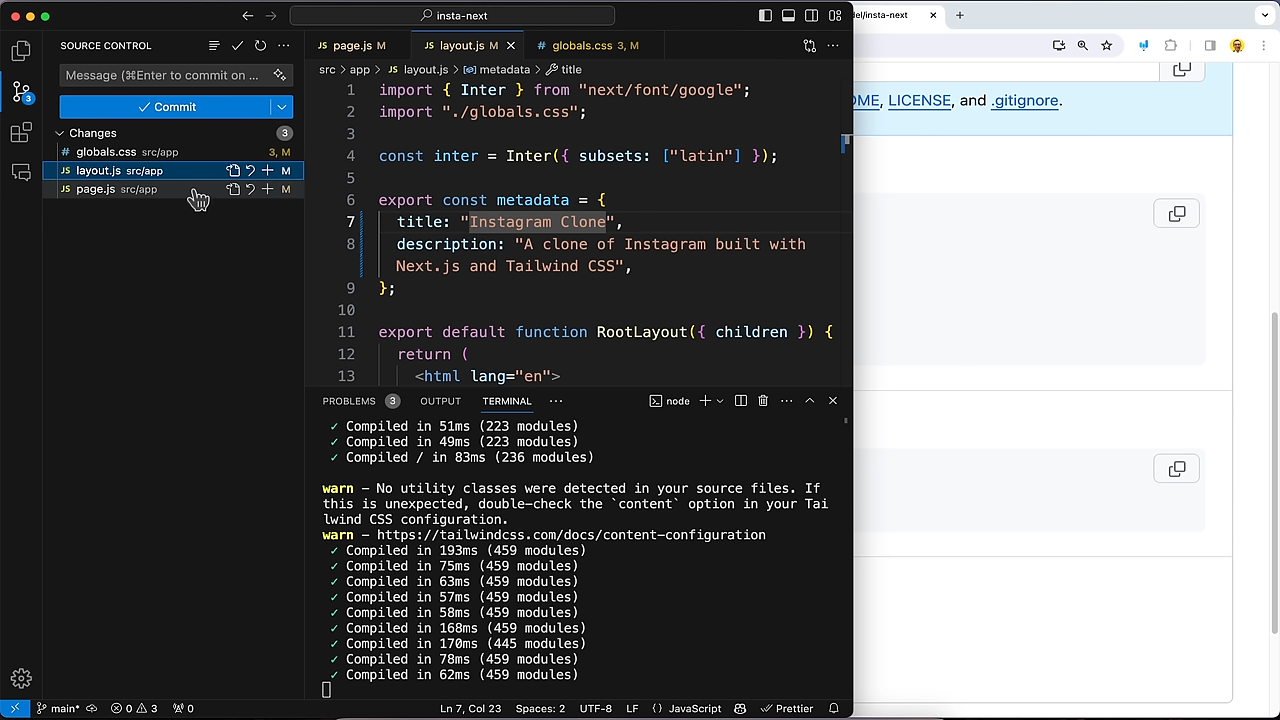 insta-next
del/insta-next
SOURCE CONTROL
Message (⌘Enter to commit on ...
Commit
Changes 3
# globals.css src/app 3, M
JS layout.js src/app M
JS page.js src/app M
3
JS page.js M
JS layout.js M
# globals.css 3, M
src > app > JS layout.js > metadata > title
1 import { Inter } from "next/font/google";
2 import "./globals.css";
3
4 const inter = Inter({ subsets: ["latin"] });
5
6 export const metadata = {
7 title: "Instagram Clone",
8 description: "A clone of Instagram built with
Next.js and Tailwind CSS",
9 };
10
11 export default function RootLayout({ children }) {
12 return (
13 <html lang="en">
PROBLEMS 3 OUTPUT TERMINAL ... node
✓ Compiled in 51ms (223 modules)
✓ Compiled in 49ms (223 modules)
✓ Compiled / in 83ms (236 modules)
warn - No utility classes were detected in your source files. If
this is unexpected, double-check the `content` option in your Tai
lwind CSS configuration.
warn - https://tailwindcss.com/docs/content-configuration
✓ Compiled in 193ms (459 modules)
✓ Compiled in 75ms (459 modules)
✓ Compiled in 63ms (459 modules)
✓ Compiled in 57ms (459 modules)
✓ Compiled in 58ms (459 modules)
✓ Compiled in 168ms (459 modules)
✓ Compiled in 170ms (445 modules)
✓ Compiled in 78ms (459 modules)
✓ Compiled in 62ms (459 modules)
main* 0 3 0 Ln 7, Col 23 Spaces: 2 UTF-8 LF {} JavaScript Prettier
OME, LICENSE, and .gitignore.